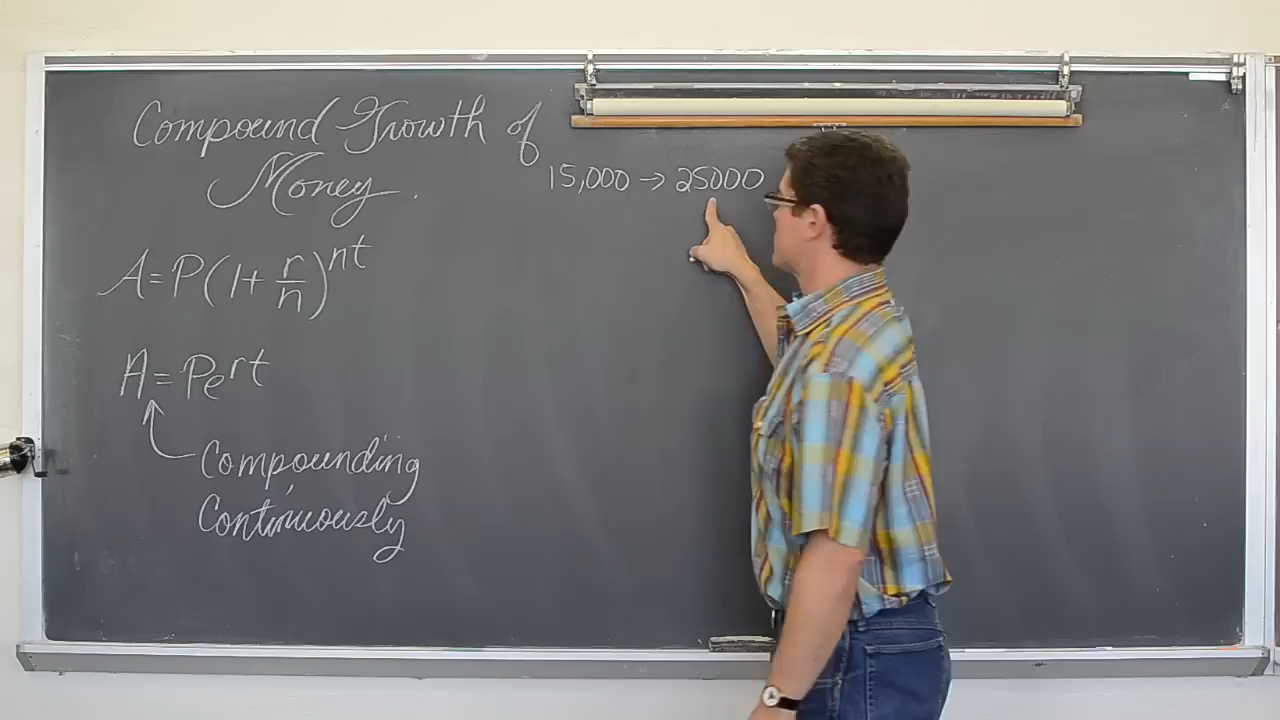 Compound Growth of
Money.
15,000 → 25000
A=P(1+r/n)^nt
A=Pe^rt
Compounding
Continuously